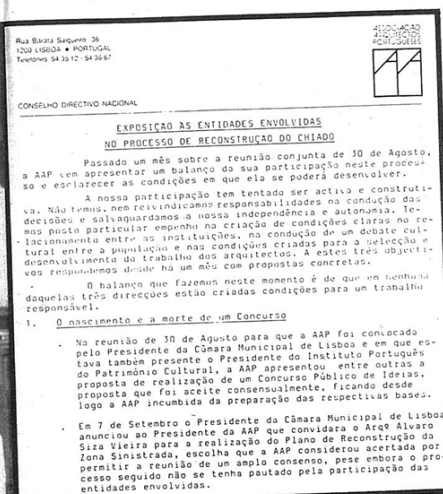 Rua Barata Salgueiro 36
1200 LISBOA ● PORTUGAL
Telefones 54 35 12 - 54 36 67
ASSOCIAÇÃO
ARQUITECTOS
PORTUGUESES
CONSELHO DIRECTIVO NACIONAL
EXPOSIÇÃO ÀS ENTIDADES ENVOLVIDAS
NO PROCESSO DE RECONSTRUÇÃO DO CHIADO
Passado um mês sobre a reunião conjunta de 30 de Agosto,
a AAP vem apresentar um balanço da sua participação neste proces-
so e esclarecer as condições em que ela se poderá desenvolver.
A nossa participação tem tentado ser activa e construti-
va. Não temos, nem reivindicamos responsabilidades na condução das
decisões e salvaguardamos a nossa independência e autonomia. Te-
mos posto particular empenho na criação de condições claras no re-
lacionamento entre as instituições, na condução de um debate cul-
tural entre a população e nas condições criadas para a selecção e
desenvolvimento do trabalho dos arquitectos. A estes três objecti-
vos respondemos desde há um mês com propostas concretas.
O balanço que fazemos neste momento é de que em nenhuma
daquelas três direcções estão criadas condições para um trabalho
responsável.
1. O nascimento e a morte de um Concurso
. Na reunião de 30 de Agosto para que a AAP foi convocada
pelo Presidente da Câmara Municipal de Lisboa e em que es-
tava também presente o Presidente do Instituto Português
do Património Cultural, a AAP apresentou entre outras a
proposta de realização de um Concurso Público de Ideias,
proposta que foi aceite consensualmente, ficando desde
logo a AAP incumbida da preparação das respectivas bases.
. Em 7 de Setembro o Presidente da Câmara Municipal de Lisboa
anunciou ao Presidente da AAP que convidara o Arqº Alvaro
Siza Vieira para a realização do Plano de Reconstrução da
Zona Sinistrada, escolha que a AAP considerou acertada por
permitir a reunião de um amplo consenso, pese embora o pro-
cesso seguido não se tenha pautado pela participação das
entidades envolvidas.